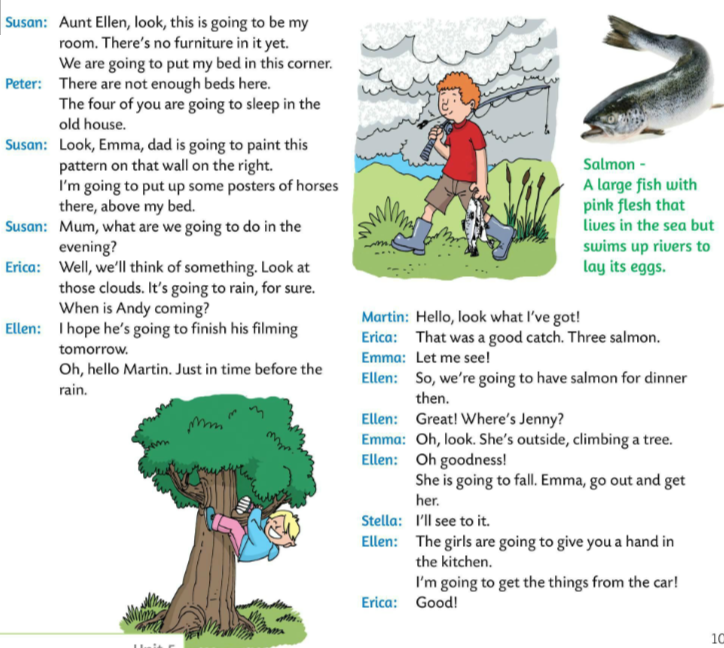 Susan: Aunt Ellen, look, this is going to be my
room. There's no furniture in it yet.
We are going to put my bed in this corner.
Peter: There are not enough beds here.
The four of you are going to sleep in the
old house.
Susan: Look, Emma, dad is going to paint this
pattern on that wall on the right.
I'm going to put up some posters of horses
there, above my bed.
Susan: Mum, what are we going to do in the
evening?
Erica: Well, we'll think of something. Look at
those clouds. It's going to rain, for sure.
When is Andy coming?
Ellen: I hope he's going to finish his filming
tomorrow.
Oh, hello Martin. Just in time before the
rain.
Salmon -
A large fish with
pink flesh that
lives in the sea but
swims up rivers to
lay its eggs.
Martin: Hello, look what I've got!
Erica: That was a good catch. Three salmon.
Emma: Let me see!
Ellen: So, we're going to have salmon for dinner
then.
Ellen: Great! Where's Jenny?
Emma: Oh, look. She's outside, climbing a tree.
Ellen: Oh goodness!
She is going to fall. Emma, go out and get
her.
Stella: I'll see to it.
Ellen: The girls are going to give you a hand in
the kitchen.
I'm going to get the things from the car!
Erica: Good!